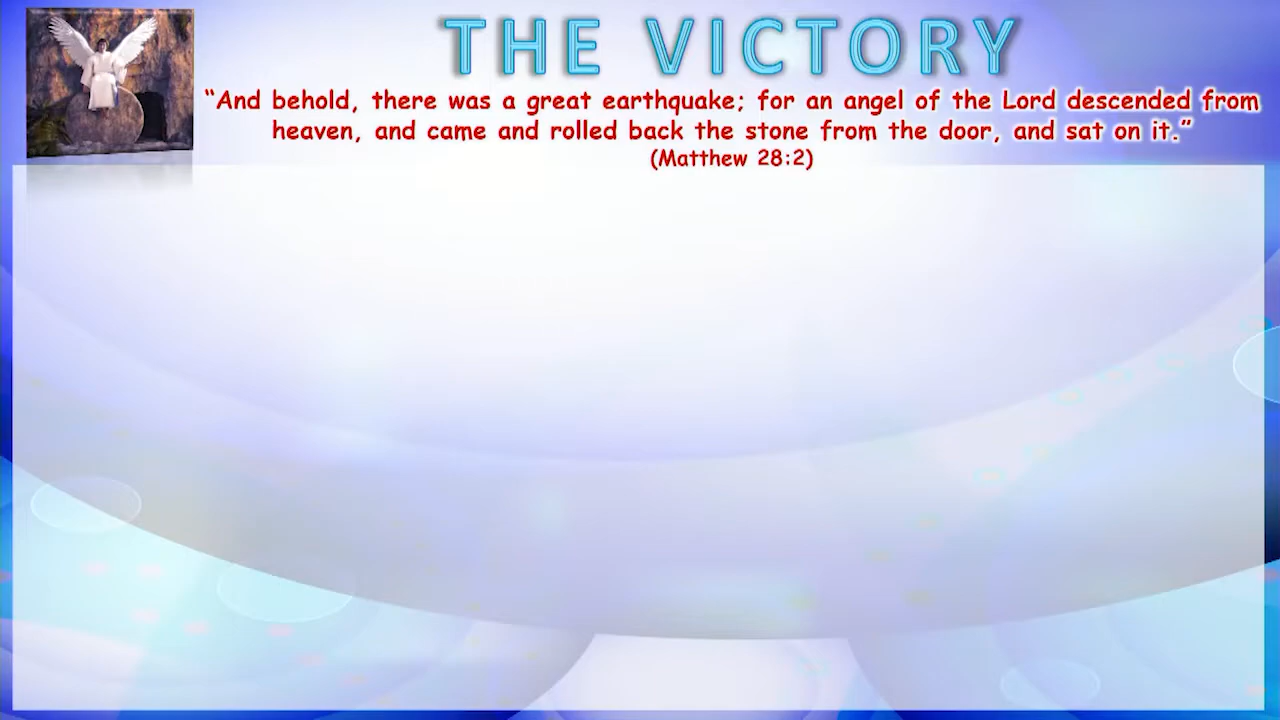 THE VICTORY
“And behold, there was a great earthquake; for an angel of the Lord descended from
heaven, and came and rolled back the stone from the door, and sat on it.”
(Matthew 28:2)